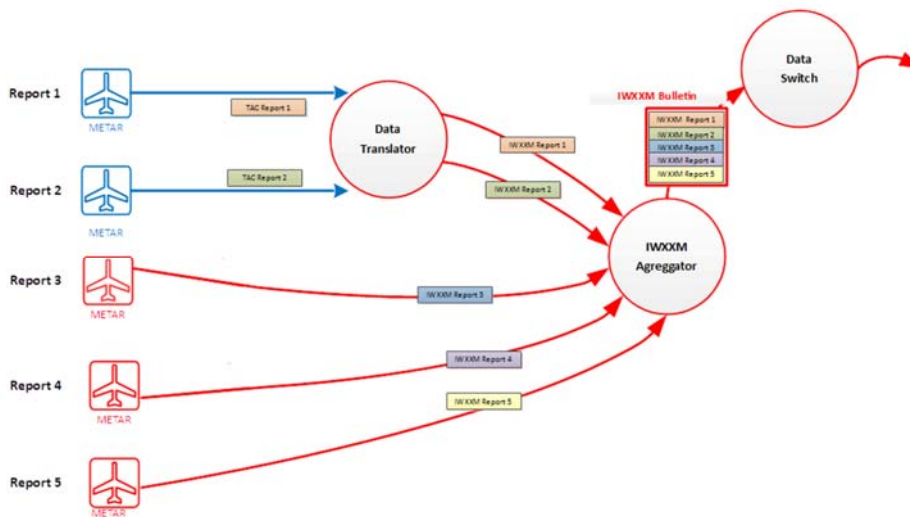 Data
Switch
IWXXM Bulletin
Report 1
METAR
TAC Report 1
Data
Translator
IWXXM Report 1
IWXXM Report 1
IWXXM Report 2
IWXXM Report 3
IWXXM Report 4
IWXXM Report 5
Report 2
METAR
TAC Report 2
IWXXM Report 2
IWXXM
Agreggator
Report 3
METAR
IWXXM Report 3
Report 4
METAR
IWXXM Report 4
IWXXM Report 5
Report 5
METAR